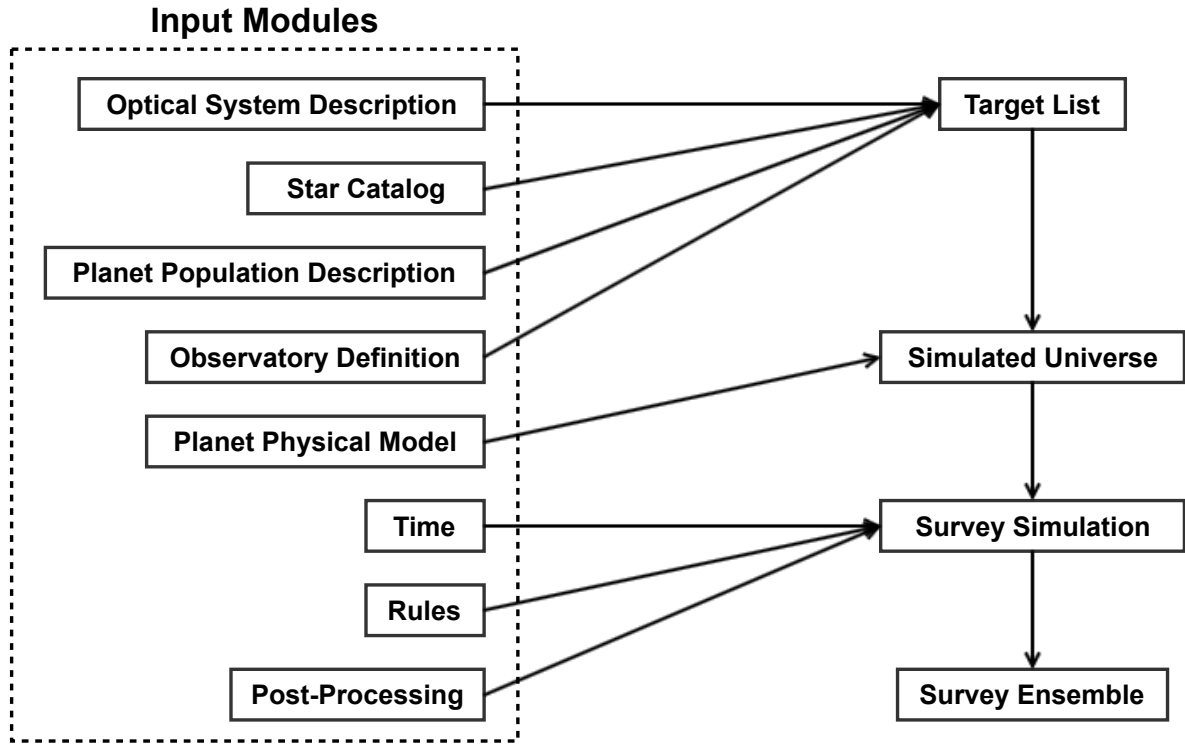 Input Modules
Optical System Description
Target List
Star Catalog
Planet Population Description
Observatory Definition
Simulated Universe
Planet Physical Model
Time
Survey Simulation
Rules
Post-Processing
Survey Ensemble